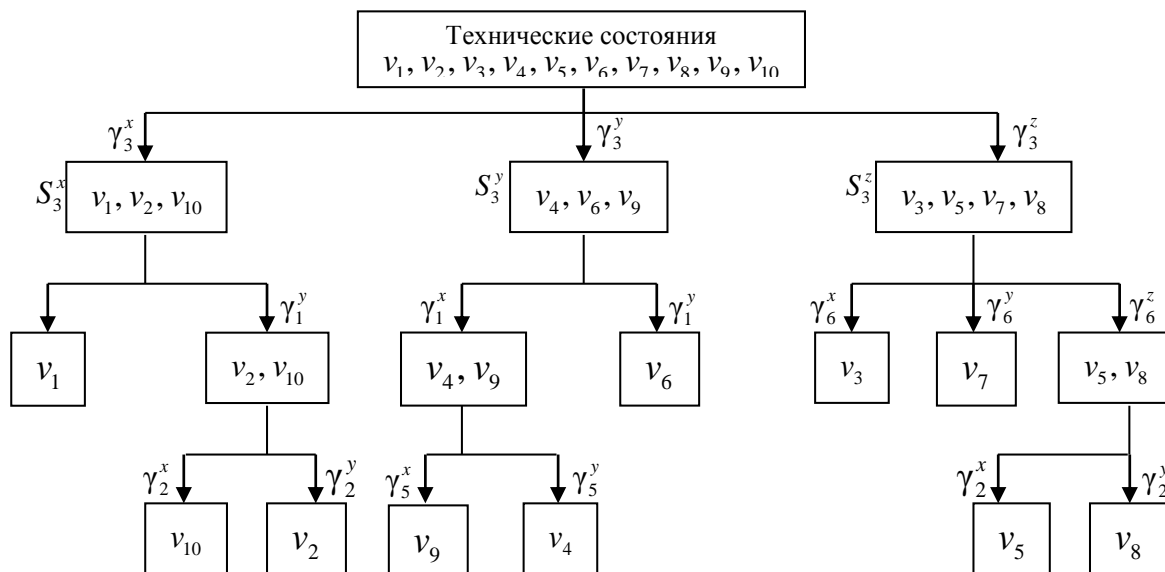 Технические состояния
v₁, v₂, v₃, v₄, v₅, v₆, v₇, v₈, v₉, v₁₀
γ₃ˣ γ₃ʸ γ₃ᶻ
S₃ˣ v₁, v₂, v₁₀ S₃ʸ v₄, v₆, v₉ S₃ᶻ v₃, v₅, v₇, v₈
γ₁ʸ γ₁ˣ γ₁ʸ γ₆ˣ γ₆ʸ γ₆ᶻ
v₁ v₂, v₁₀ v₄, v₉ v₆ v₃ v₇ v₅, v₈
γ₂ˣ γ₂ʸ γ₅ˣ γ₅ʸ γ₂ˣ γ₂ʸ
v₁₀ v₂ v₉ v₄ v₅ v₈